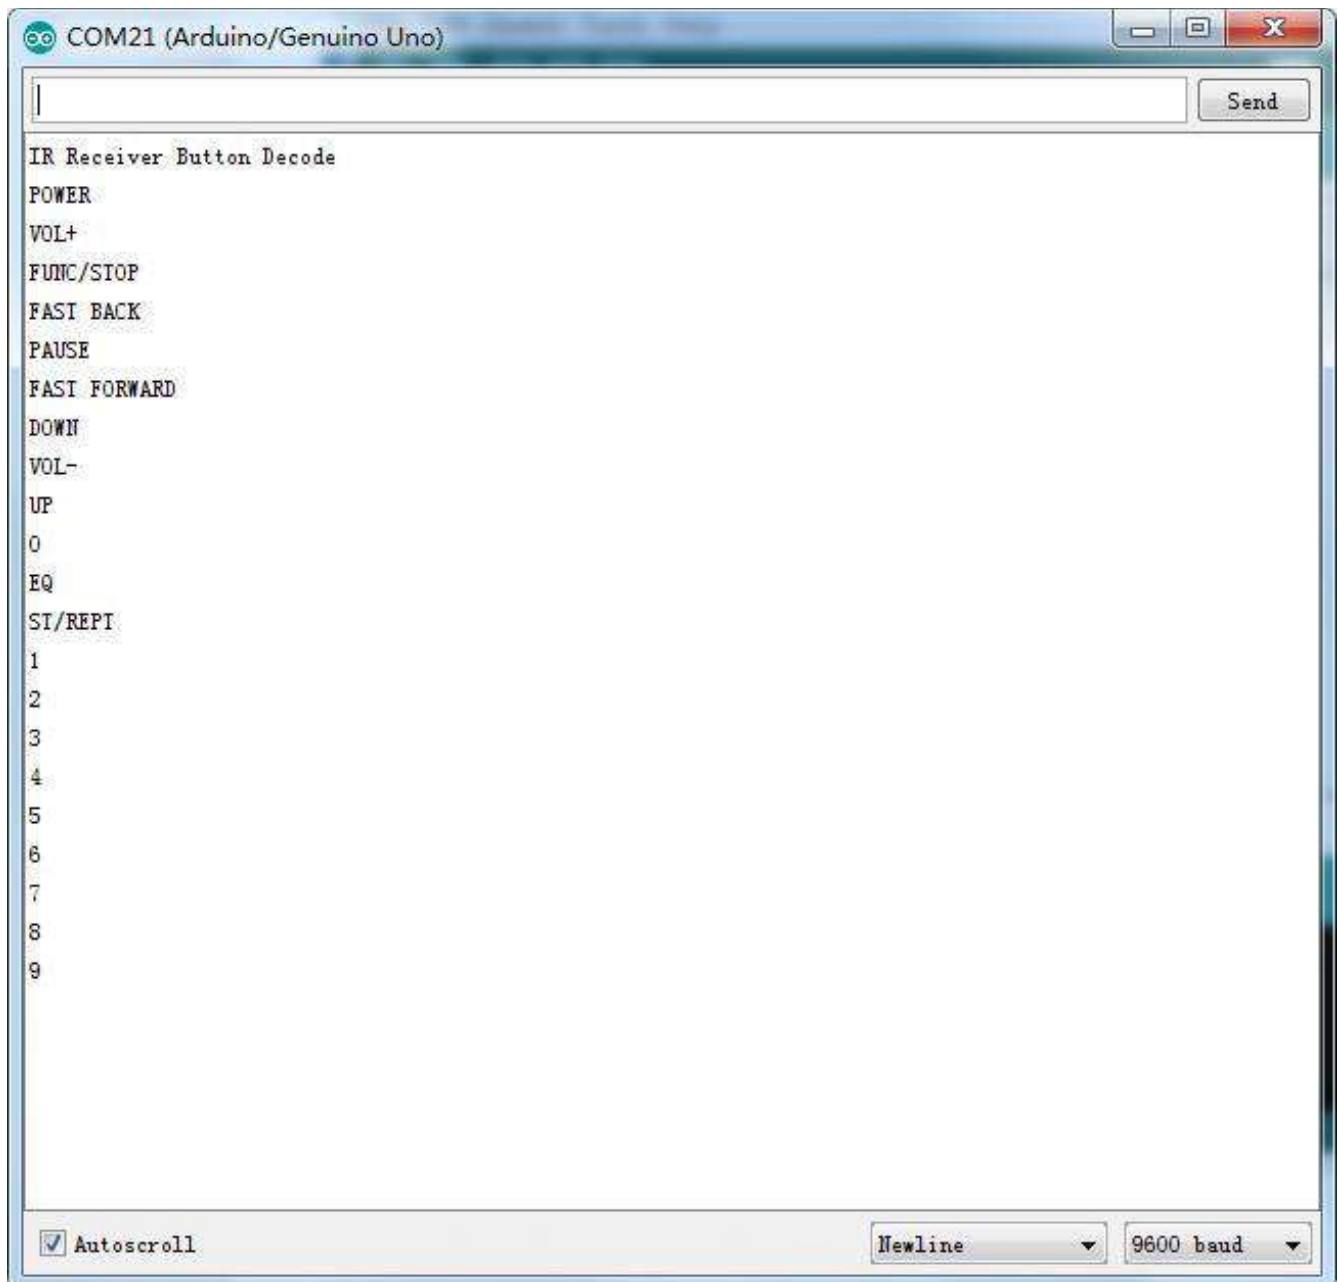 COM21 (Arduino/Genuino Uno)
Send
IR Receiver Button Decode
POWER
VOL+
FUNC/STOP
FAST BACK
PAUSE
FAST FORWARD
DOWN
VOL-
UP
0
EQ
ST/REPT
1
2
3
4
5
6
7
8
9
Autoscroll
Newline
9600 baud